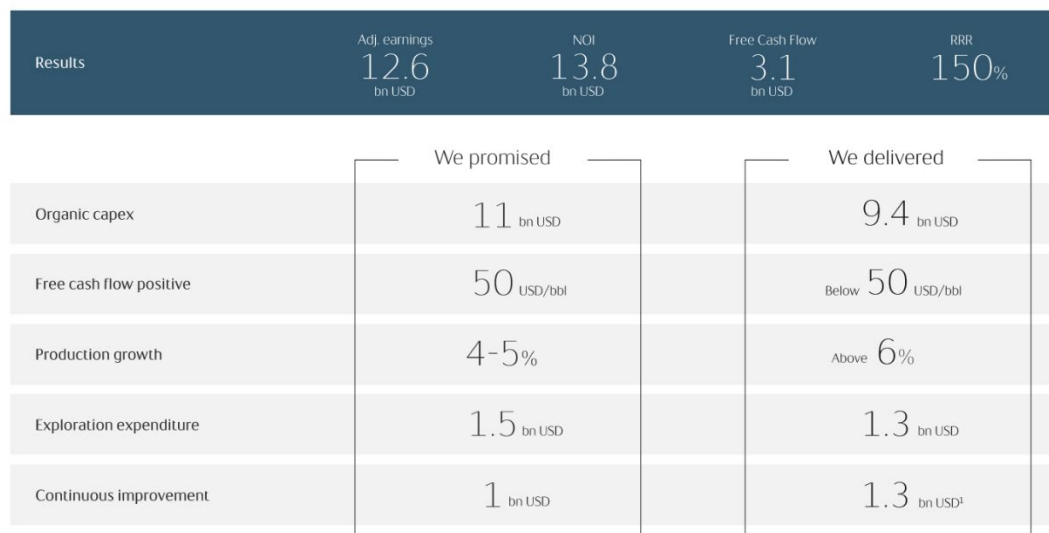 Results
Adj. earnings
12.6
bn USD
NOI
13.8
bn USD
Free Cash Flow
3.1
bn USD
RRR
150%
We promised
We delivered
Organic capex
11 bn USD
9.4 bn USD
Free cash flow positive
50 USD/bbl
Below 50 USD/bbl
Production growth
4-5%
Above 6%
Exploration expenditure
1.5 bn USD
1.3 bn USD
Continuous improvement
1 bn USD
1.3 bn USD¹